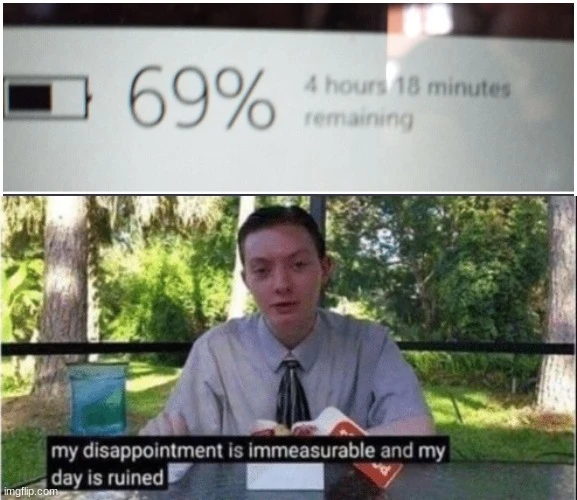 69%
4 hours 18 minutes
remaining
my disappointment is immeasurable and my
day is ruined
imgflip.com